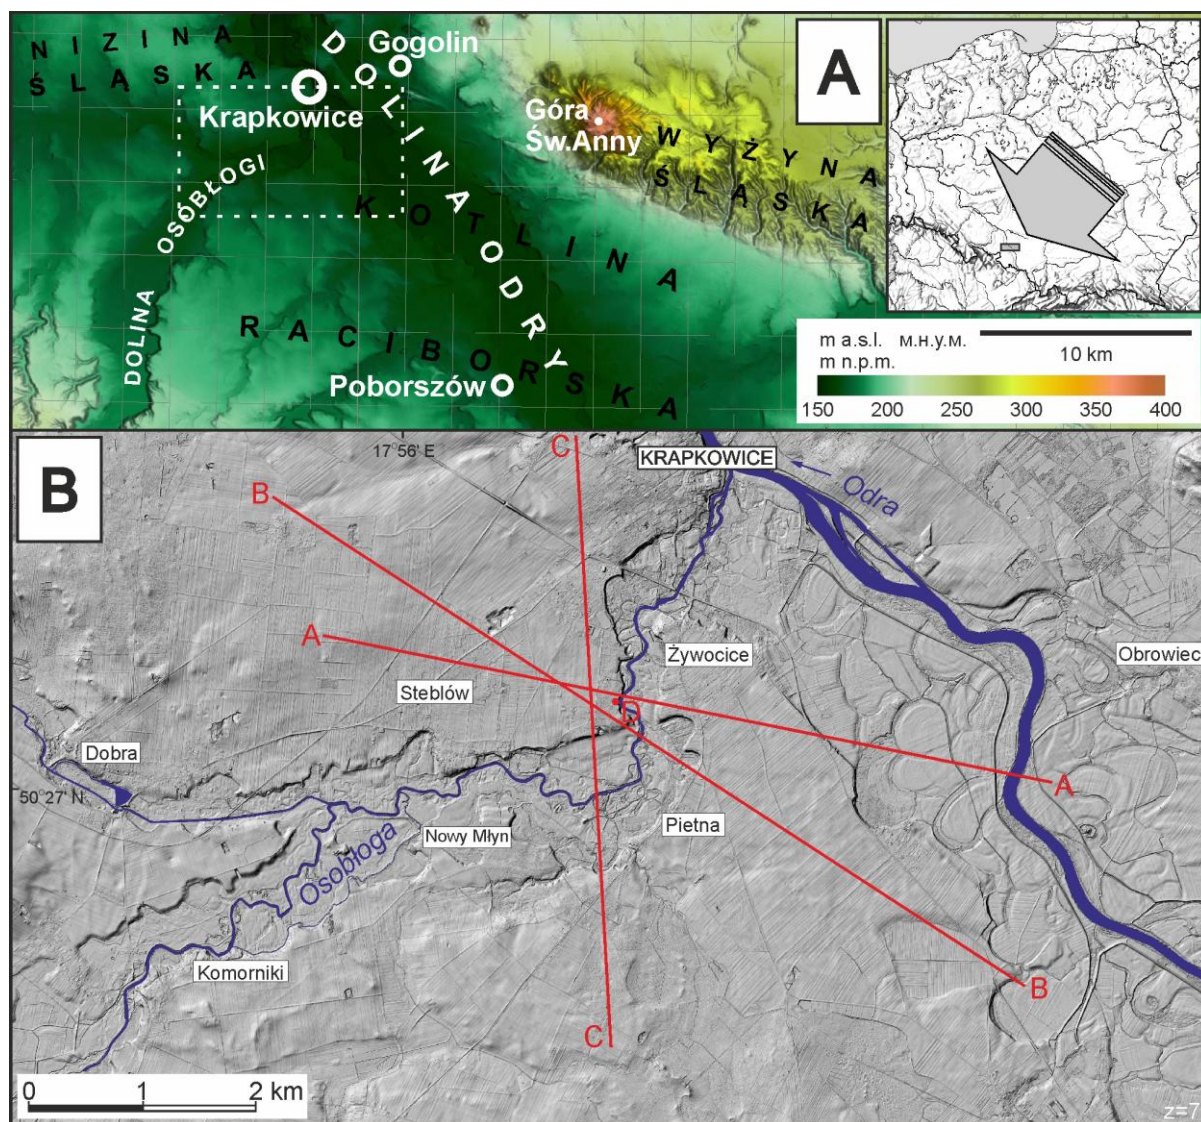 A
NIZINA
ŚLĄSKA
DOLINA ODRY
Gogolin
Krapkowice
Góra
Św.Anny
WYŻYNA
ŚLĄSKA
DOLINA OSOBŁOGI
KOTLINA
RACIBORSKA
Poborszów
m a.s.l. м.н.у.м.
m n.p.m.
10 km
150 200 250 300 350 400
B
17°56' E
C
KRAPKOWICE
Odra
B
A
Żywocice
Obrowiec
Steblów
D
Dobra
50°27' N
A
Nowy Młyn
Pietna
Osobłoga
Komorniki
B
C
0 1 2 km
z=7